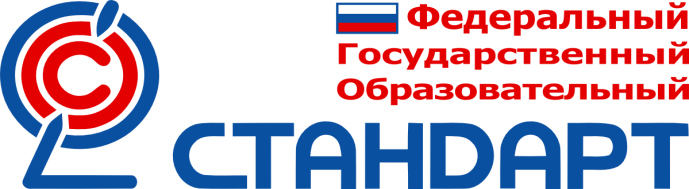 Федеральный
Государственный
Образовательный
СТАНДАРТ